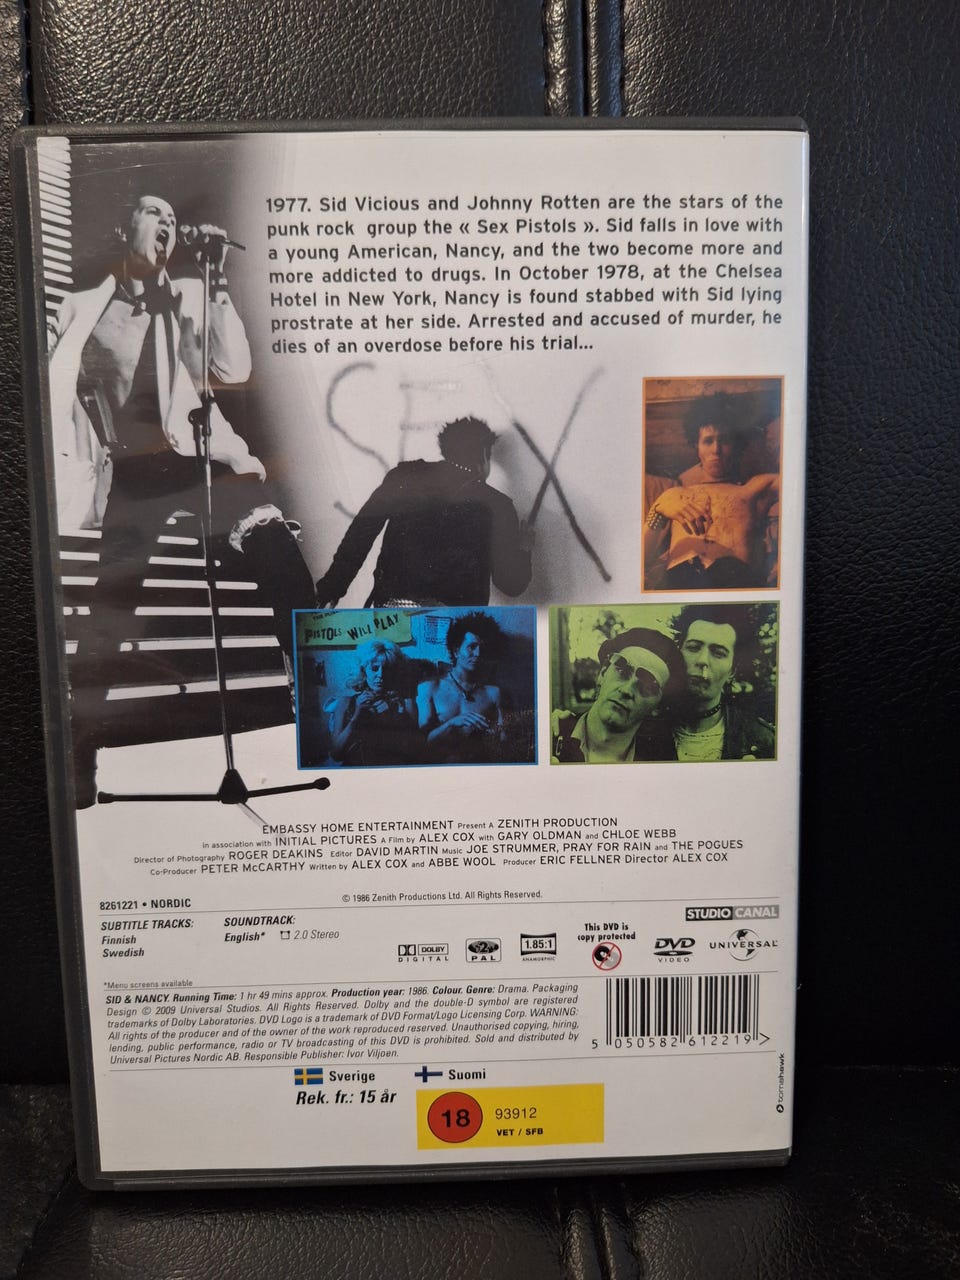 1977. Sid Vicious and Johnny Rotten are the stars of the
punk rock group the « Sex Pistols ». Sid falls in love with
a young American, Nancy, and the two become more and
more addicted to drugs. In October 1978, at the Chelsea
Hotel in New York, Nancy is found stabbed with Sid lying
prostrate at her side. Arrested and accused of murder, he
dies of an overdose before his trial...
SEX
PISTOLS WILL PLAY
EMBASSY HOME ENTERTAINMENT Present A ZENITH PRODUCTION
in association with INITIAL PICTURES A Film by ALEX COX with GARY OLDMAN and CHLOE WEBB
Director of Photography ROGER DEAKINS Editor DAVID MARTIN Music JOE STRUMMER, PRAY FOR RAIN and THE POGUES
Co-Producer PETER McCARTHY Written by ALEX COX and ABBE WOOL Producer ERIC FELLNER Director ALEX COX
© 1986 Zenith Productions Ltd. All Rights Reserved.
8261221 • NORDIC
STUDIO CANAL
SUBTITLE TRACKS:
Finnish
Swedish
SOUNDTRACK:
English* 2.0 Stereo
DOLBY
DIGITAL
2
PAL
1.85:1
ANAMORPHIC
This DVD is
copy protected
DVD
VIDEO
UNIVERSAL
*Menu screens available
SID & NANCY. Running Time: 1 hr 49 mins approx. Production year: 1986. Colour. Genre: Drama. Packaging
Design © 2009 Universal Studios. All Rights Reserved. Dolby and the double-D symbol are registered
trademarks of Dolby Laboratories. DVD Logo is a trademark of DVD Format/Logo Licensing Corp. WARNING:
All rights of the producer and of the owner of the work reproduced reserved. Unauthorised copying, hiring,
lending, public performance, radio or TV broadcasting of this DVD is prohibited. Sold and distributed by
Universal Pictures Nordic AB. Responsible Publisher: Ivor Viljoen.
5 050582 612219 >
tomahawk
Sverige
Rek. fr.: 15 år
Suomi
18
93912
VET / SFB